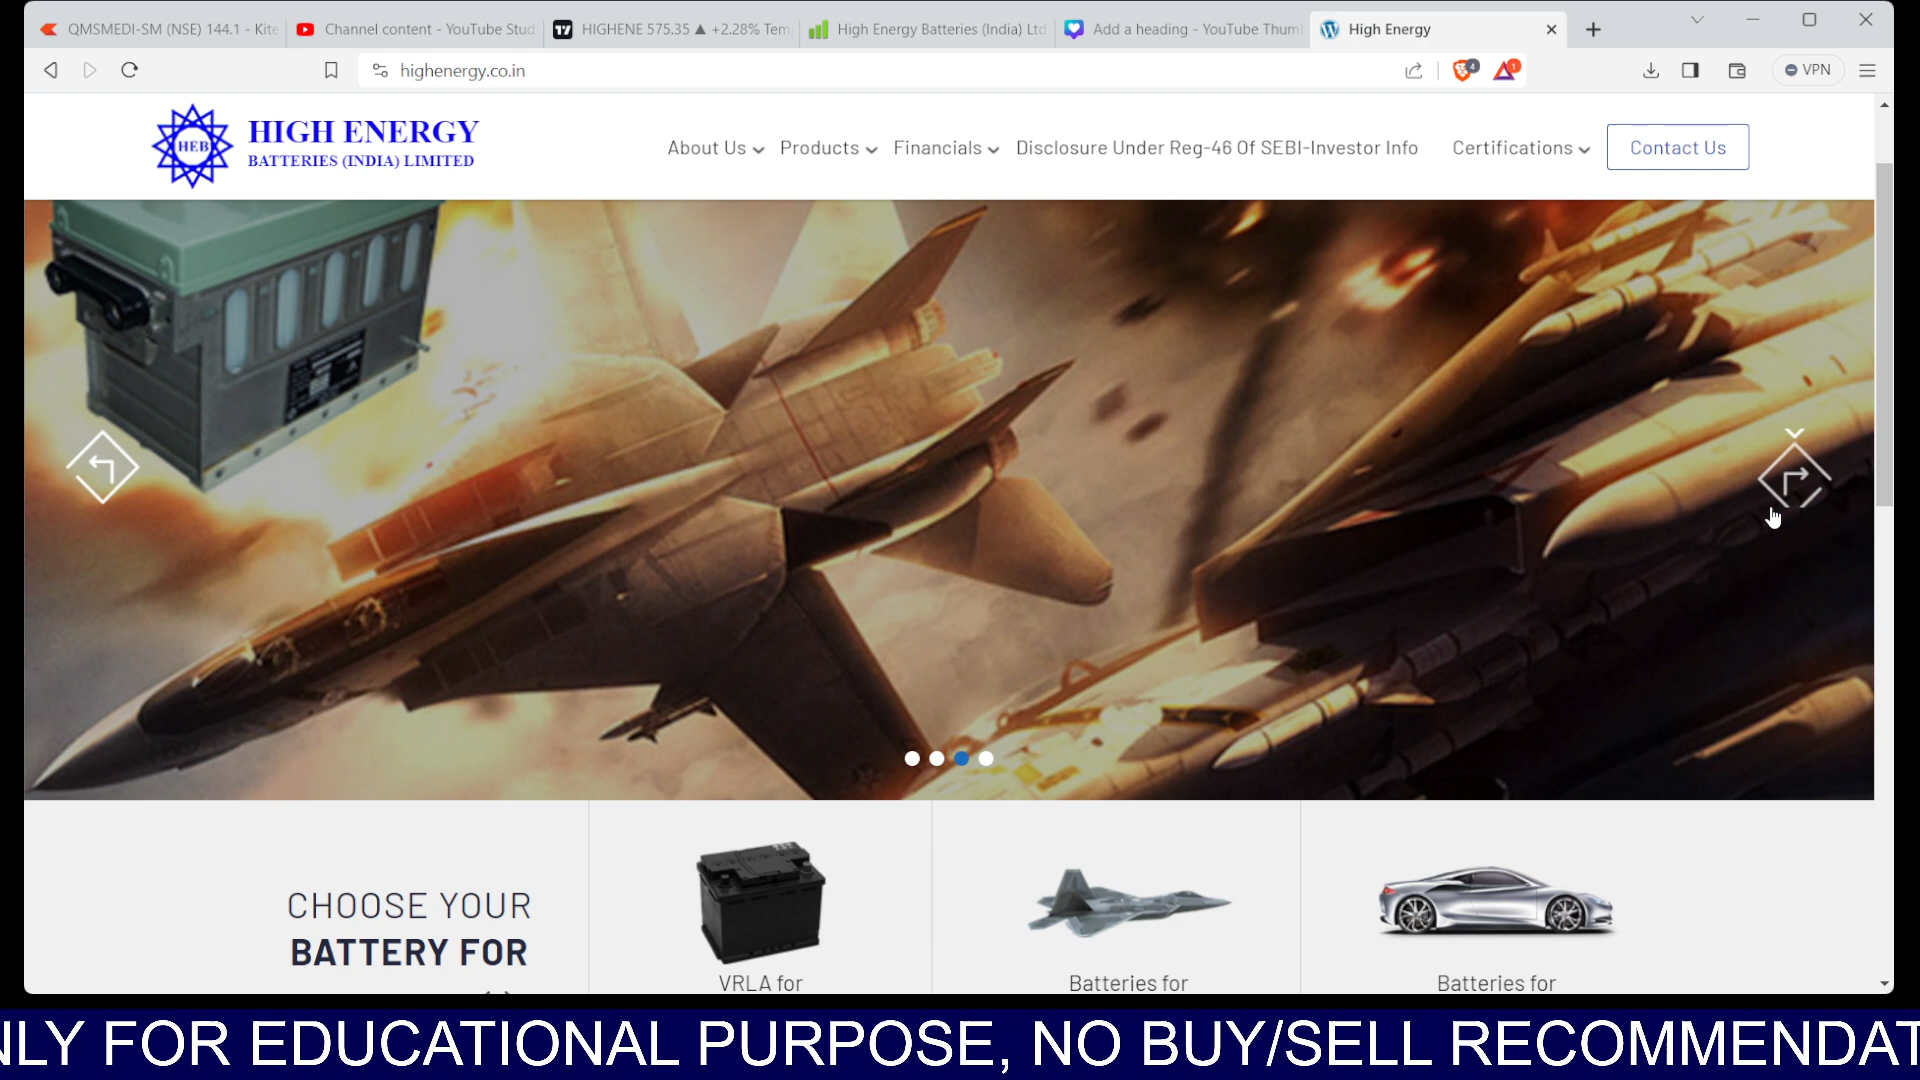 QMSMEDI-SM (NSE) 144.1 - Kite
Channel content - YouTube Stud
HIGHENE 575.35 ▲ +2.28% Tem
High Energy Batteries (India) Ltd
Add a heading - YouTube Thum
High Energy
highenergy.co.in
4
1
VPN
HEB
HIGH ENERGY
BATTERIES (INDIA) LIMITED
About Us
Products
Financials
Disclosure Under Reg-46 Of SEBI-Investor Info
Certifications
Contact Us
CHOOSE YOUR
BATTERY FOR
VRLA for
Batteries for
Batteries for
NLY FOR EDUCATIONAL PURPOSE, NO BUY/SELL RECOMMENDAT